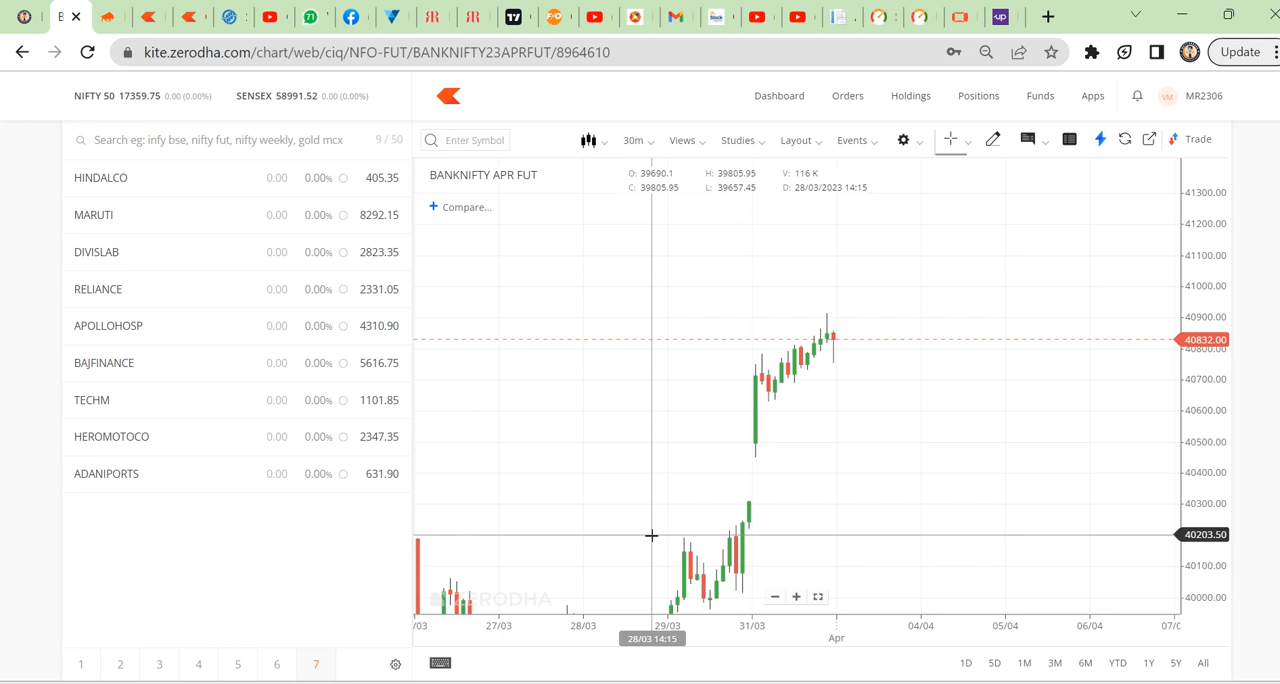 B
kite.zerodha.com/chart/web/ciq/NFO-FUT/BANKNIFTY23APRFUT/8964610
Update
NIFTY 50 17359.75 0.00 (0.00%) SENSEX 58991.52 0.00 (0.00%)
Dashboard Orders Holdings Positions Funds Apps VM MR2306
Search eg: infy bse, nifty fut, nifty weekly, gold mcx 9 / 50
Enter Symbol 30m Views Studies Layout Events Trade
HINDALCO 0.00 0.00% 405.35
MARUTI 0.00 0.00% 8292.15
DIVISLAB 0.00 0.00% 2823.35
RELIANCE 0.00 0.00% 2331.05
APOLLOHOSP 0.00 0.00% 4310.90
BAJFINANCE 0.00 0.00% 5616.75
TECHM 0.00 0.00% 1101.85
HEROMOTOCO 0.00 0.00% 2347.35
ADANIPORTS 0.00 0.00% 631.90
1 2 3 4 5 6 7
BANKNIFTY APR FUT
O: 39690.1 H: 39805.95 V: 116 K
C: 39805.95 L: 39657.45 D: 28/03/2023 14:15
+ Compare...
41300.00
41200.00
41100.00
41000.00
40900.00
40832.00
40800.00
40700.00
40600.00
40500.00
40400.00
40300.00
40203.50
40100.00
40000.00
ZERODHA
/03 27/03 28/03 29/03 31/03 Apr 04/04 05/04 06/04 07/0
28/03 14:15
1D 5D 1M 3M 6M YTD 1Y 5Y All